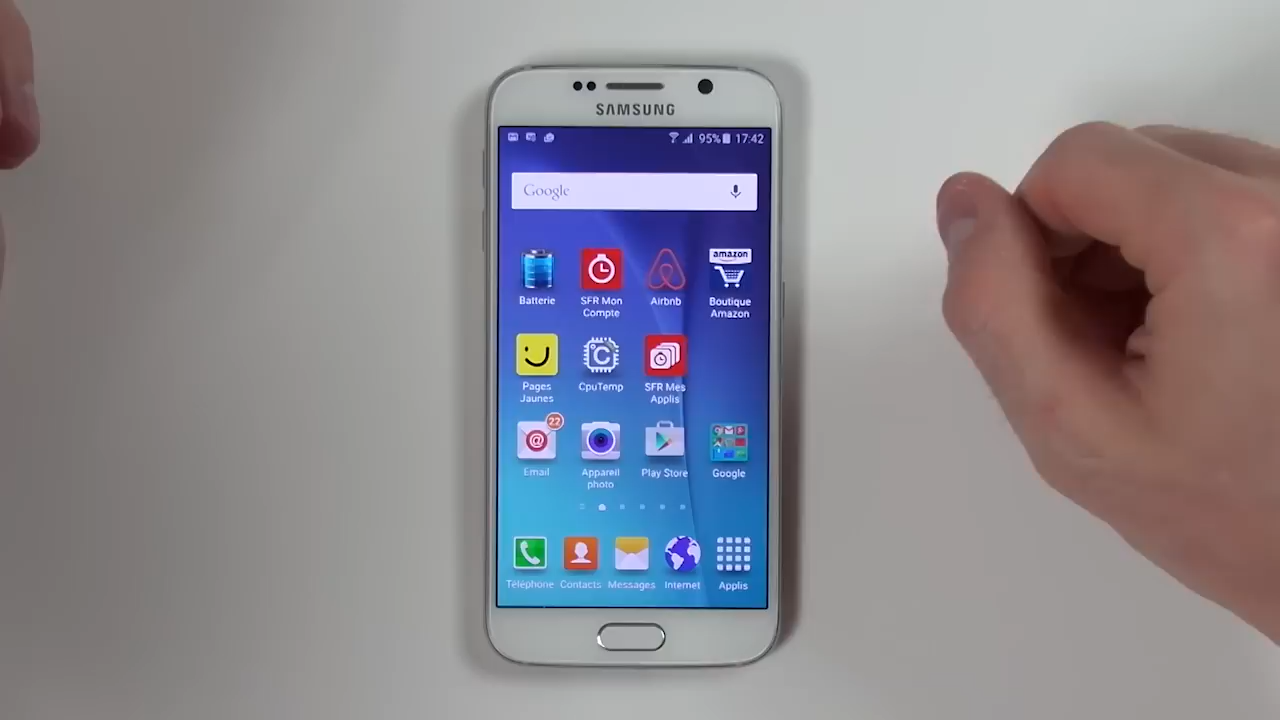 SAMSUNG
95% 17:42
Google
amazon
Batterie
SFR Mon
Compte
Airbnb
Boutique
Amazon
Pages
Jaunes
CpuTemp
SFR Mes
Applis
22
Email
Appareil
photo
Play Store
Google
Téléphone
Contacts
Messages
Internet
Applis